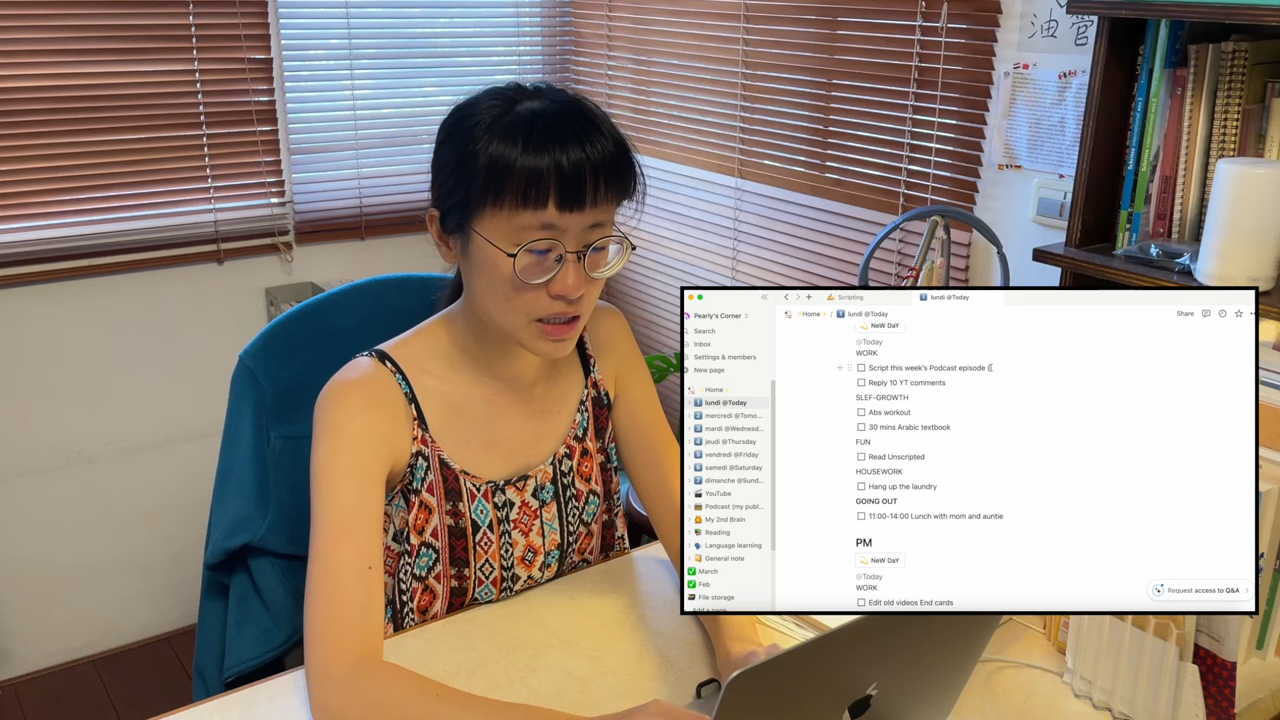 油管
Scripting
lundi @Today
Pearly's Corner
Home / lundi @Today
Share
Search
Inbox
Settings & members
New page
Home
lundi @Today
mercredi @Tomo...
mardi @Wednesd...
jeudi @Thursday
vendredi @Friday
samedi @Saturday
dimanche @Sund...
YouTube
Podcast (my publ...
My 2nd Brain
Reading
Language learning
General note
March
Feb
File storage
Add a page
NeW DaY
@Today
WORK
Script this week's Podcast episode ((
Reply 10 YT comments
SLEF-GROWTH
Abs workout
30 mins Arabic textbook
FUN
Read Unscripted
HOUSEWORK
Hang up the laundry
GOING OUT
11:00-14:00 Lunch with mom and auntie
PM
NeW DaY
@Today
WORK
Edit old videos End cards
Request access to Q&A